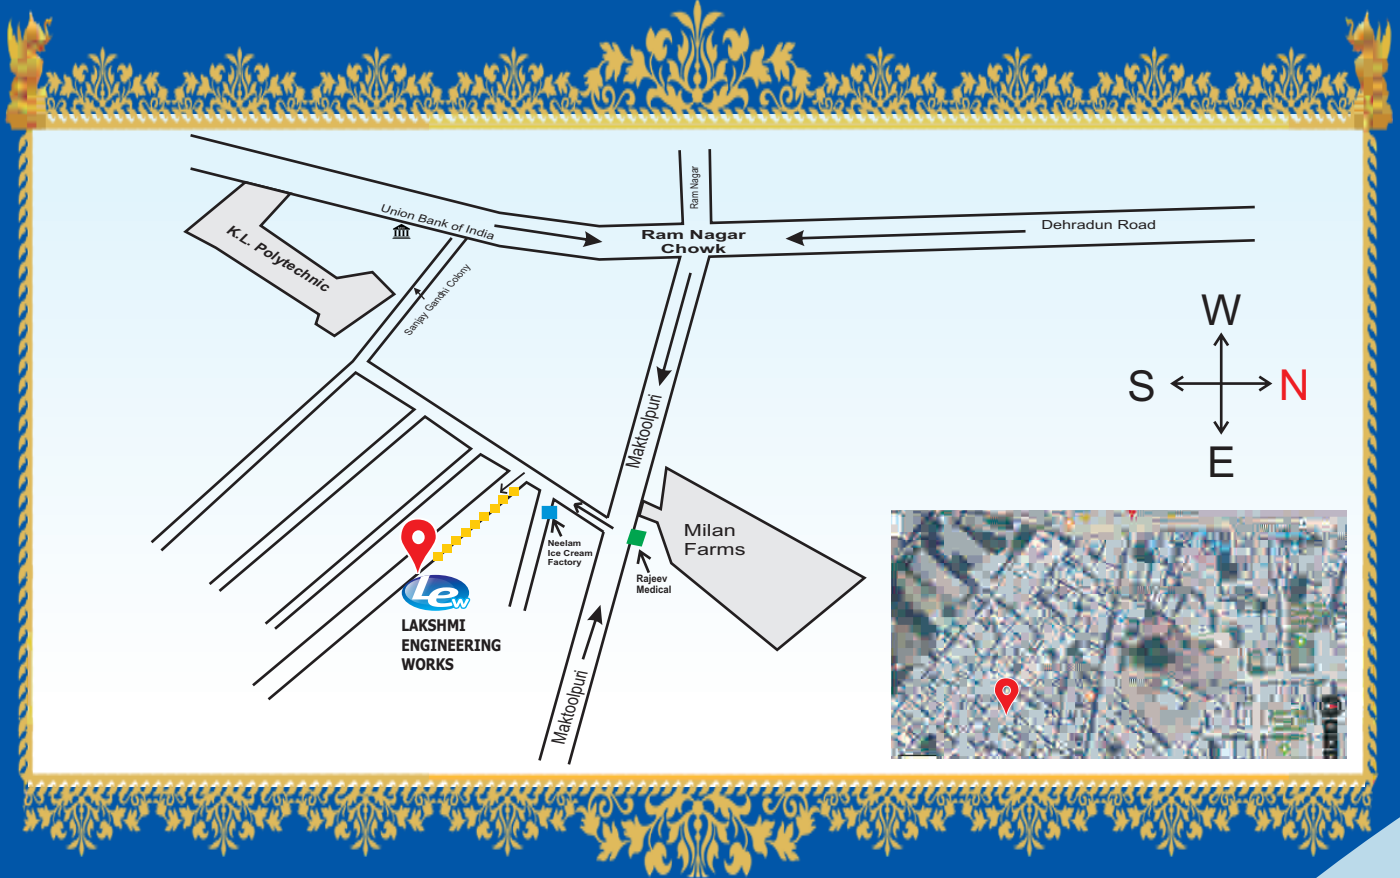 Ram Nagar
Union Bank of India
Ram Nagar
Chowk
Dehradun Road
K.L. Polytechnic
Sanjay Gandhi Colony
W
S
N
E
Maktoolpuri
Milan
Farms
Neelam
Ice Cream
Factory
Rajeev
Medical
Lew
LAKSHMI
ENGINEERING
WORKS
Maktoolpuri